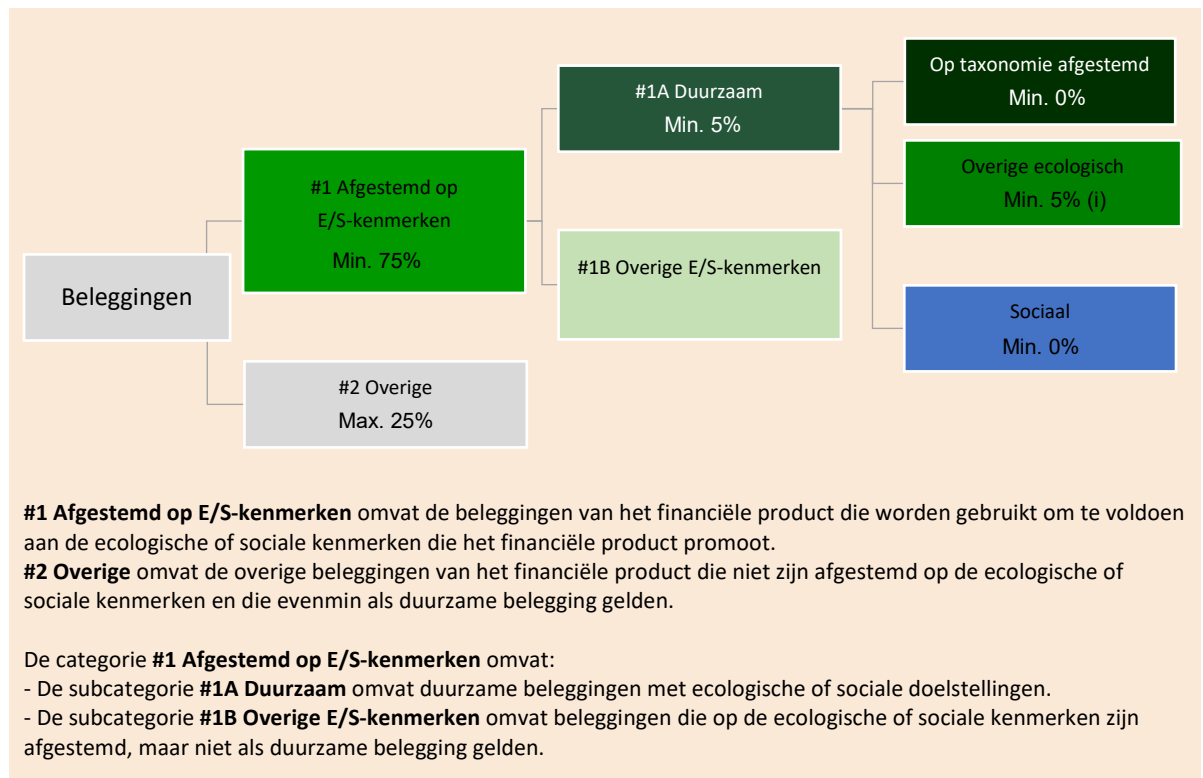 Beleggingen
#1 Afgestemd op
E/S-kenmerken
Min. 75%
#2 Overige
Max. 25%
#1A Duurzaam
Min. 5%
#1B Overige E/S-kenmerken
Op taxonomie afgestemd
Min. 0%
Overige ecologisch
Min. 5% (i)
Sociaal
Min. 0%
#1 Afgestemd op E/S-kenmerken omvat de beleggingen van het financiële product die worden gebruikt om te voldoen
aan de ecologische of sociale kenmerken die het financiële product promoot.
#2 Overige omvat de overige beleggingen van het financiële product die niet zijn afgestemd op de ecologische of
sociale kenmerken en die evenmin als duurzame belegging gelden.
De categorie #1 Afgestemd op E/S-kenmerken omvat:
- De subcategorie #1A Duurzaam omvat duurzame beleggingen met ecologische of sociale doelstellingen.
- De subcategorie #1B Overige E/S-kenmerken omvat beleggingen die op de ecologische of sociale kenmerken zijn
afgestemd, maar niet als duurzame belegging gelden.